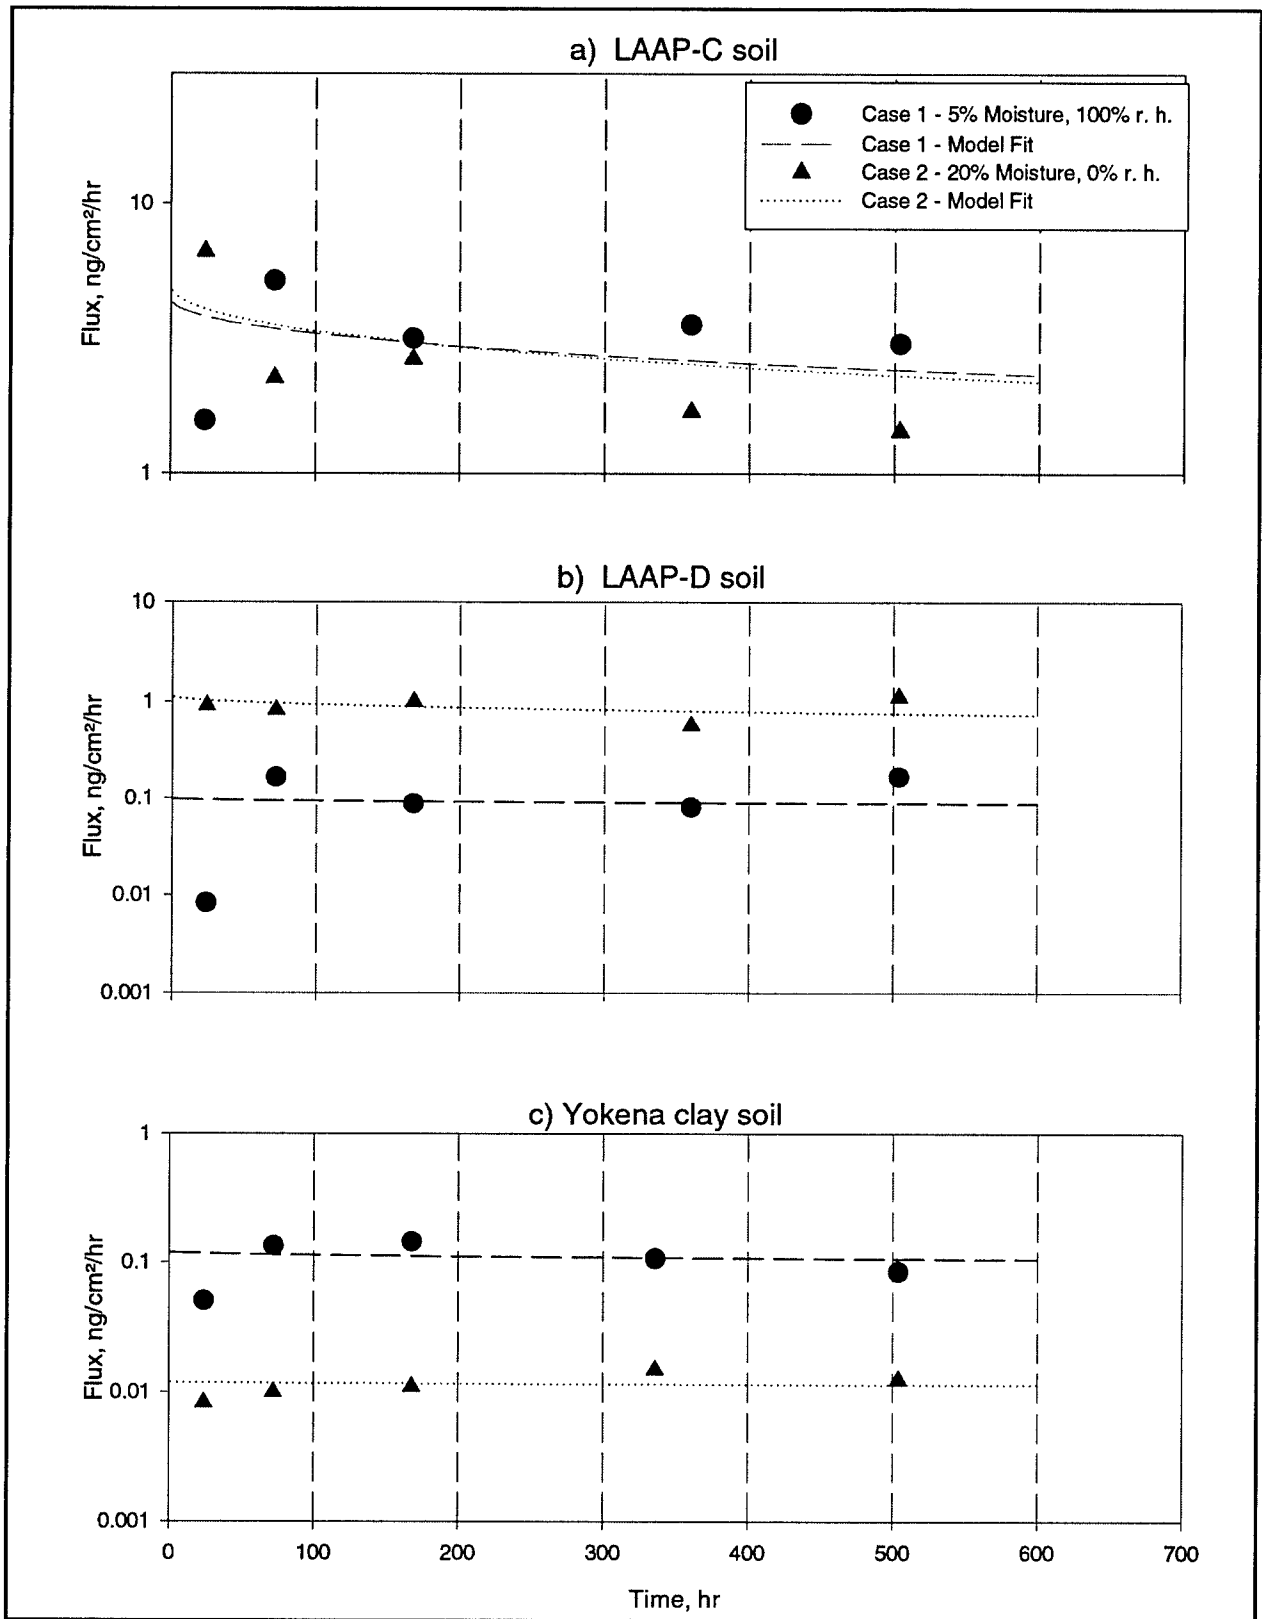 a) LAAP-C soil
Case 1 - 5% Moisture, 100% r. h.
Case 1 - Model Fit
Case 2 - 20% Moisture, 0% r. h.
Case 2 - Model Fit
10
1
Flux, ng/cm²/hr
b) LAAP-D soil
10
1
0.1
0.01
0.001
Flux, ng/cm²/hr
c) Yokena clay soil
1
0.1
0.01
0.001
Flux, ng/cm²/hr
0 100 200 300 400 500 600 700
Time, hr